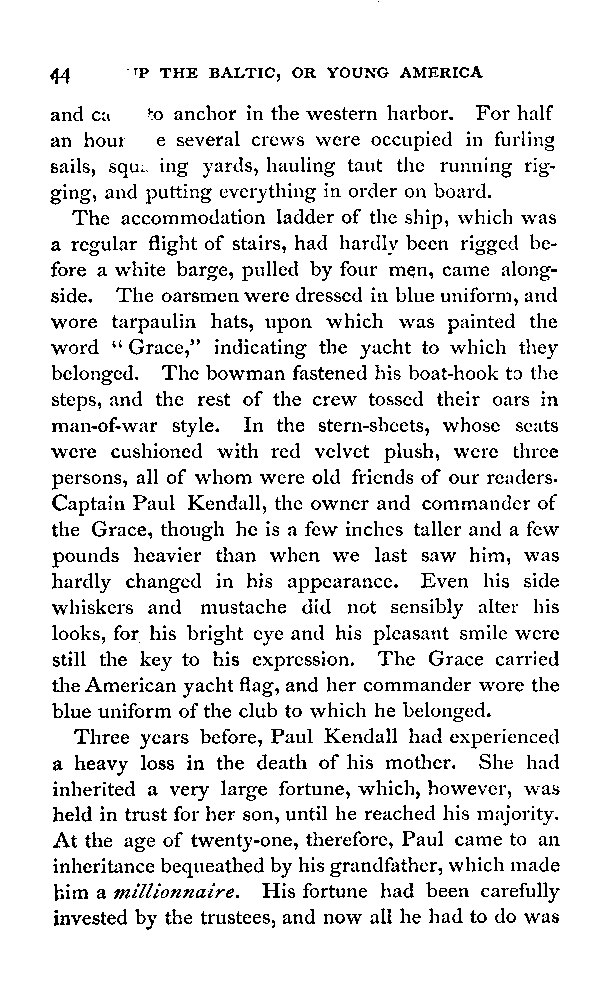 44 UP THE BALTIC, OR YOUNG AMERICA
and to anchor in the western harbor. For half
an hour several crews were occupied in furling
sails, squaring yards, hauling taut the running rig-
ging, and putting everything in order on board.
The accommodation ladder of the ship, which was
a regular flight of stairs, had hardly been rigged be-
fore a white barge, pulled by four men, came along-
side. The oarsmen were dressed in blue uniform, and
wore tarpaulin hats, upon which was painted the
word “Grace,” indicating the yacht to which they
belonged. The bowman fastened his boat-hook to the
steps, and the rest of the crew tossed their oars in
man-of-war style. In the stern-sheets, whose seats
were cushioned with red velvet plush, were three
persons, all of whom were old friends of our readers.
Captain Paul Kendall, the owner and commander of
the Grace, though he is a few inches taller and a few
pounds heavier than when we last saw him, was
hardly changed in his appearance. Even his side
whiskers and mustache did not sensibly alter his
looks, for his bright eye and his pleasant smile were
still the key to his expression. The Grace carried
the American yacht flag, and her commander wore the
blue uniform of the club to which he belonged.
Three years before, Paul Kendall had experienced
a heavy loss in the death of his mother. She had
inherited a very large fortune, which, however, was
held in trust for her son, until he reached his majority.
At the age of twenty-one, therefore, Paul came to an
inheritance bequeathed by his grandfather, which made
him a millionnaire. His fortune had been carefully
invested by the trustees, and now all he had to do was